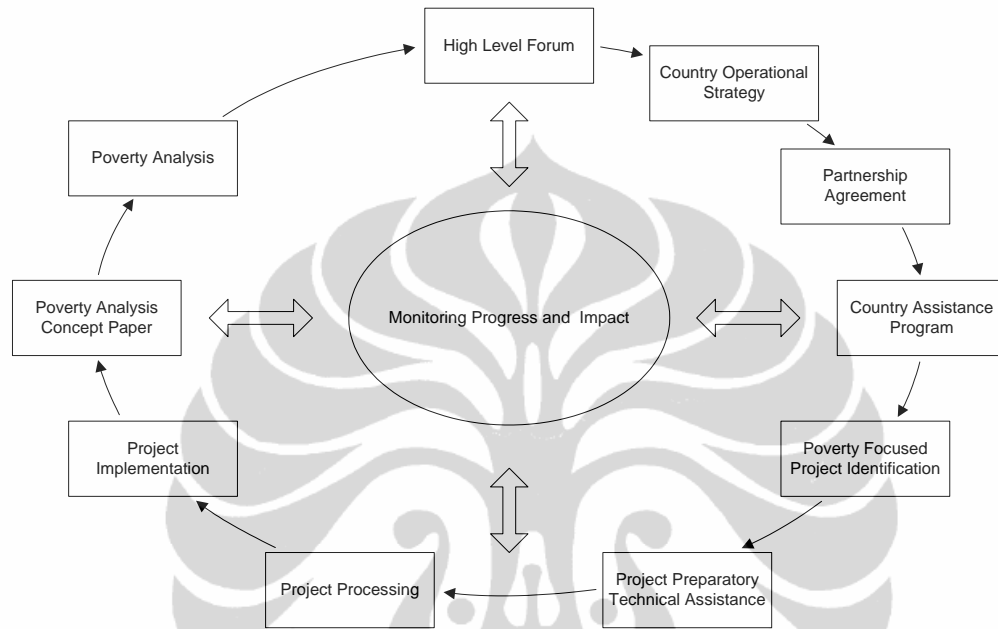 High Level Forum
Country Operational
Strategy
Partnership
Agreement
Country Assistance
Program
Poverty Focused
Project Identification
Project Preparatory
Technical Assistance
Project Processing
Project
Implementation
Poverty Analysis
Concept Paper
Poverty Analysis
Monitoring Progress and Impact